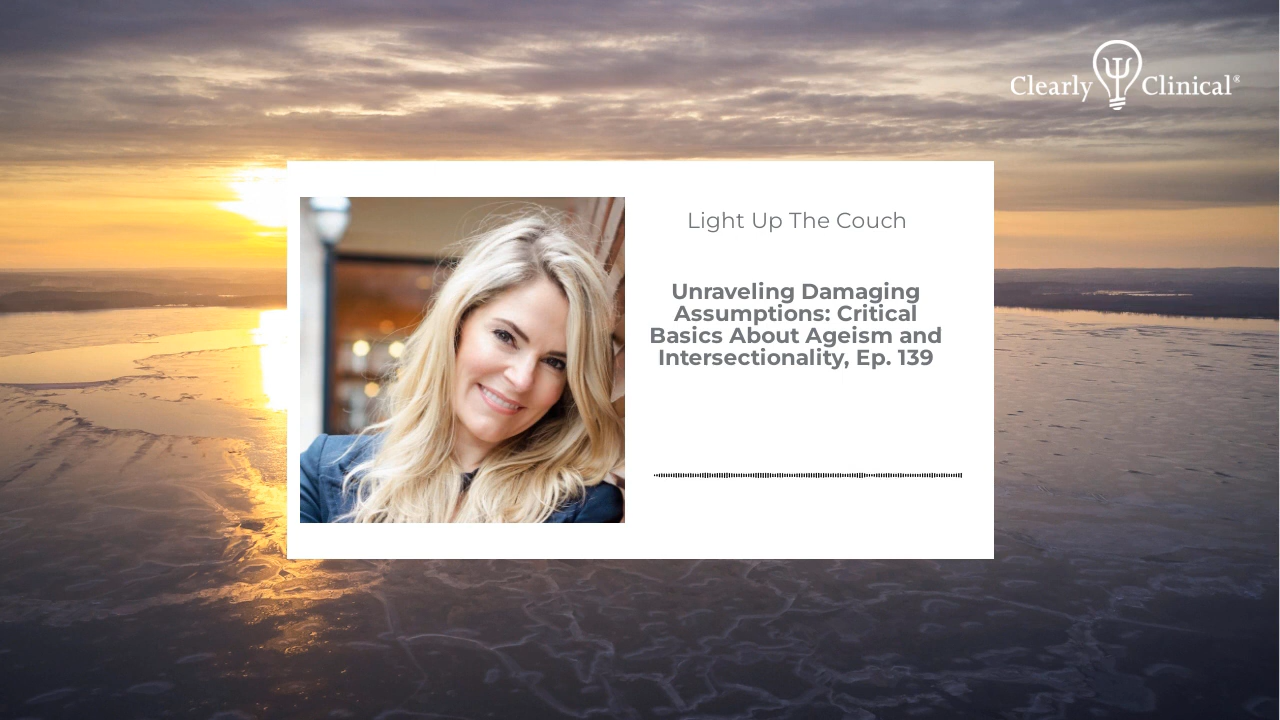 Clearly Clinical®
Light Up The Couch
Unraveling Damaging
Assumptions: Critical
Basics About Ageism and
Intersectionality, Ep. 139